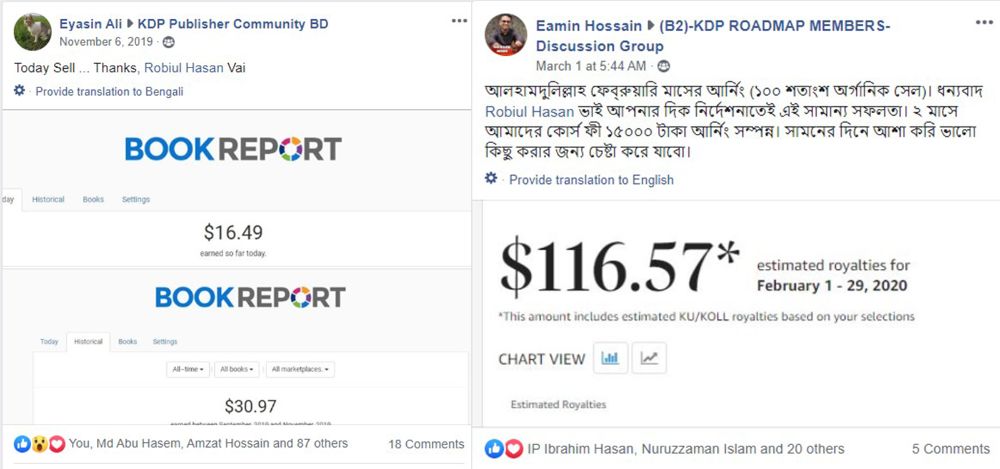 Eyasin Ali ▸ KDP Publisher Community BD
November 6, 2019 ·
Today Sell ... Thanks, Robiul Hasan Vai
· Provide translation to Bengali
BOOKREPORT
day Historical Books Settings
$16.49
earned so far today.
BOOKREPORT
Today Historical Books Settings
All-time All books All marketplaces.
$30.97
earned between September 2019 and November 2019
You, Md Abu Hasem, Amzat Hossain and 87 others
18 Comments
Eamin Hossain ▸ (B2)-KDP ROADMAP MEMBERS-
Discussion Group
March 1 at 5:44 AM ·
আলহামদুলিল্লাহ ফেব্রুয়ারি মাসের আর্নিং (১০০ শতাংশ অর্গানিক সেল)। ধন্যবাদ
Robiul Hasan ভাই আপনার দিক নির্দেশনাতেই এই সামান্য সফলতা। ২ মাসে
আমাদের কোর্স ফী ১৫০০০ টাকা আর্নিং সম্পন্ন। সামনের দিনে আশা করি ভালো
কিছু করার জন্য চেষ্টা করে যাবো।
· Provide translation to English
$116.57*
estimated royalties for
February 1 - 29, 2020
*This amount includes estimated KU/KOLL royalties based on your selections
CHART VIEW
Estimated Royalties
IP Ibrahim Hasan, Nuruzzaman Islam and 20 others
5 Comments